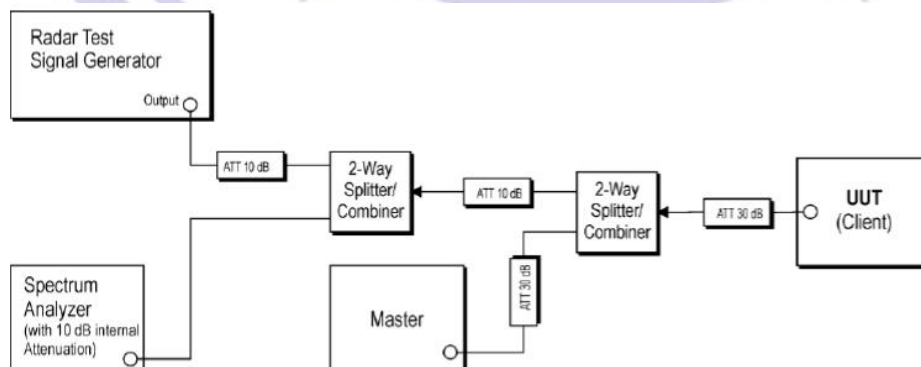 Radar Test
Signal Generator
Output
ATT 10 dB
2-Way
Splitter/
Combiner
ATT 10 dB
2-Way
Splitter/
Combiner
ATT 30 dB
UUT
(Client)
ATT 30 dB
Spectrum
Analyzer
(with 10 dB internal
Attenuation)
Master